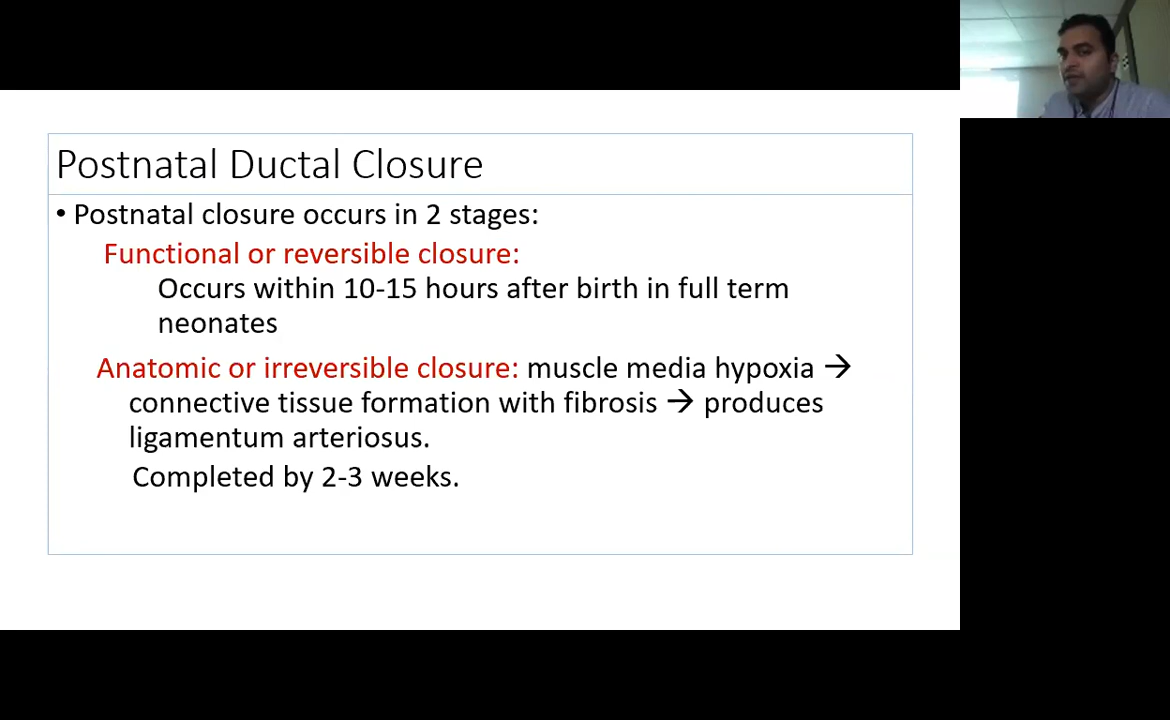 Postnatal Ductal Closure
• Postnatal closure occurs in 2 stages:
Functional or reversible closure:
Occurs within 10-15 hours after birth in full term
neonates
Anatomic or irreversible closure: muscle media hypoxia →
connective tissue formation with fibrosis → produces
ligamentum arteriosus.
Completed by 2-3 weeks.